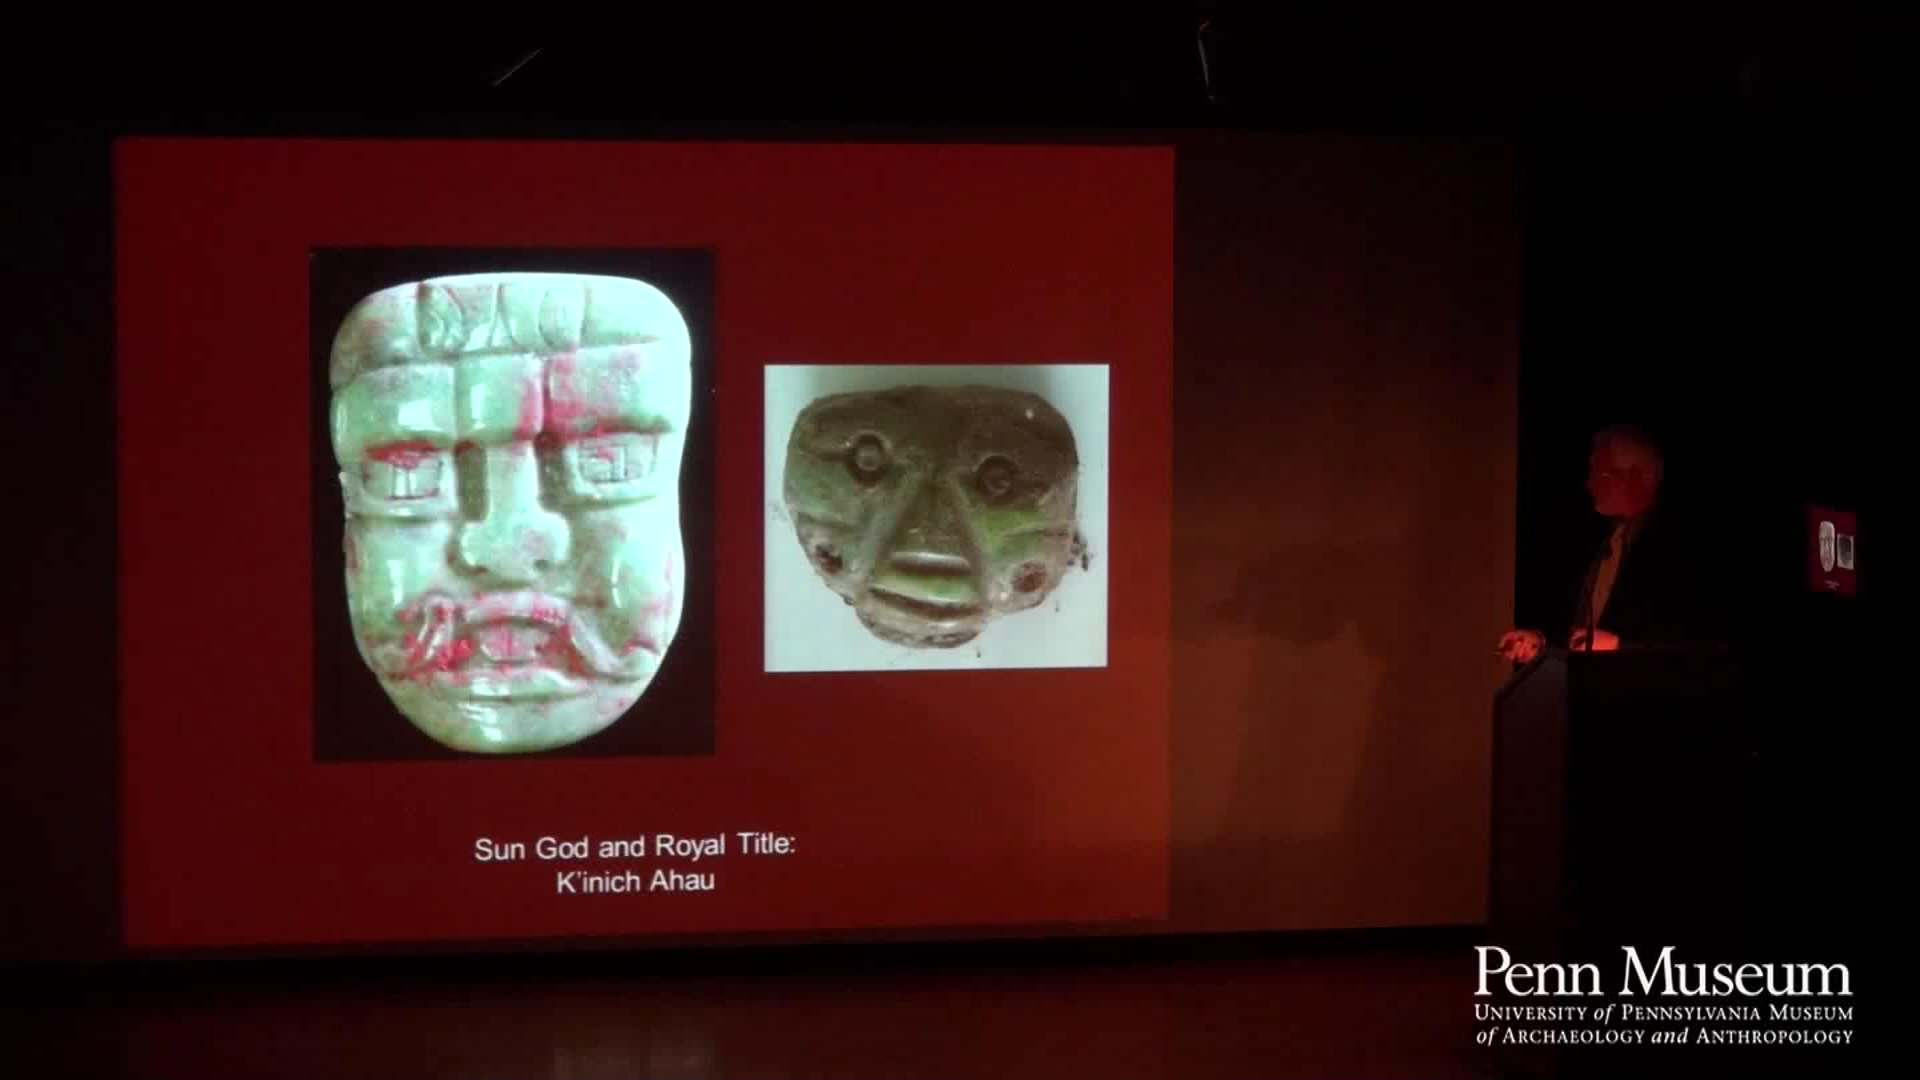 Sun God and Royal Title:
K'inich Ahau
Penn Museum
University of Pennsylvania Museum
of Archaeology and Anthropology